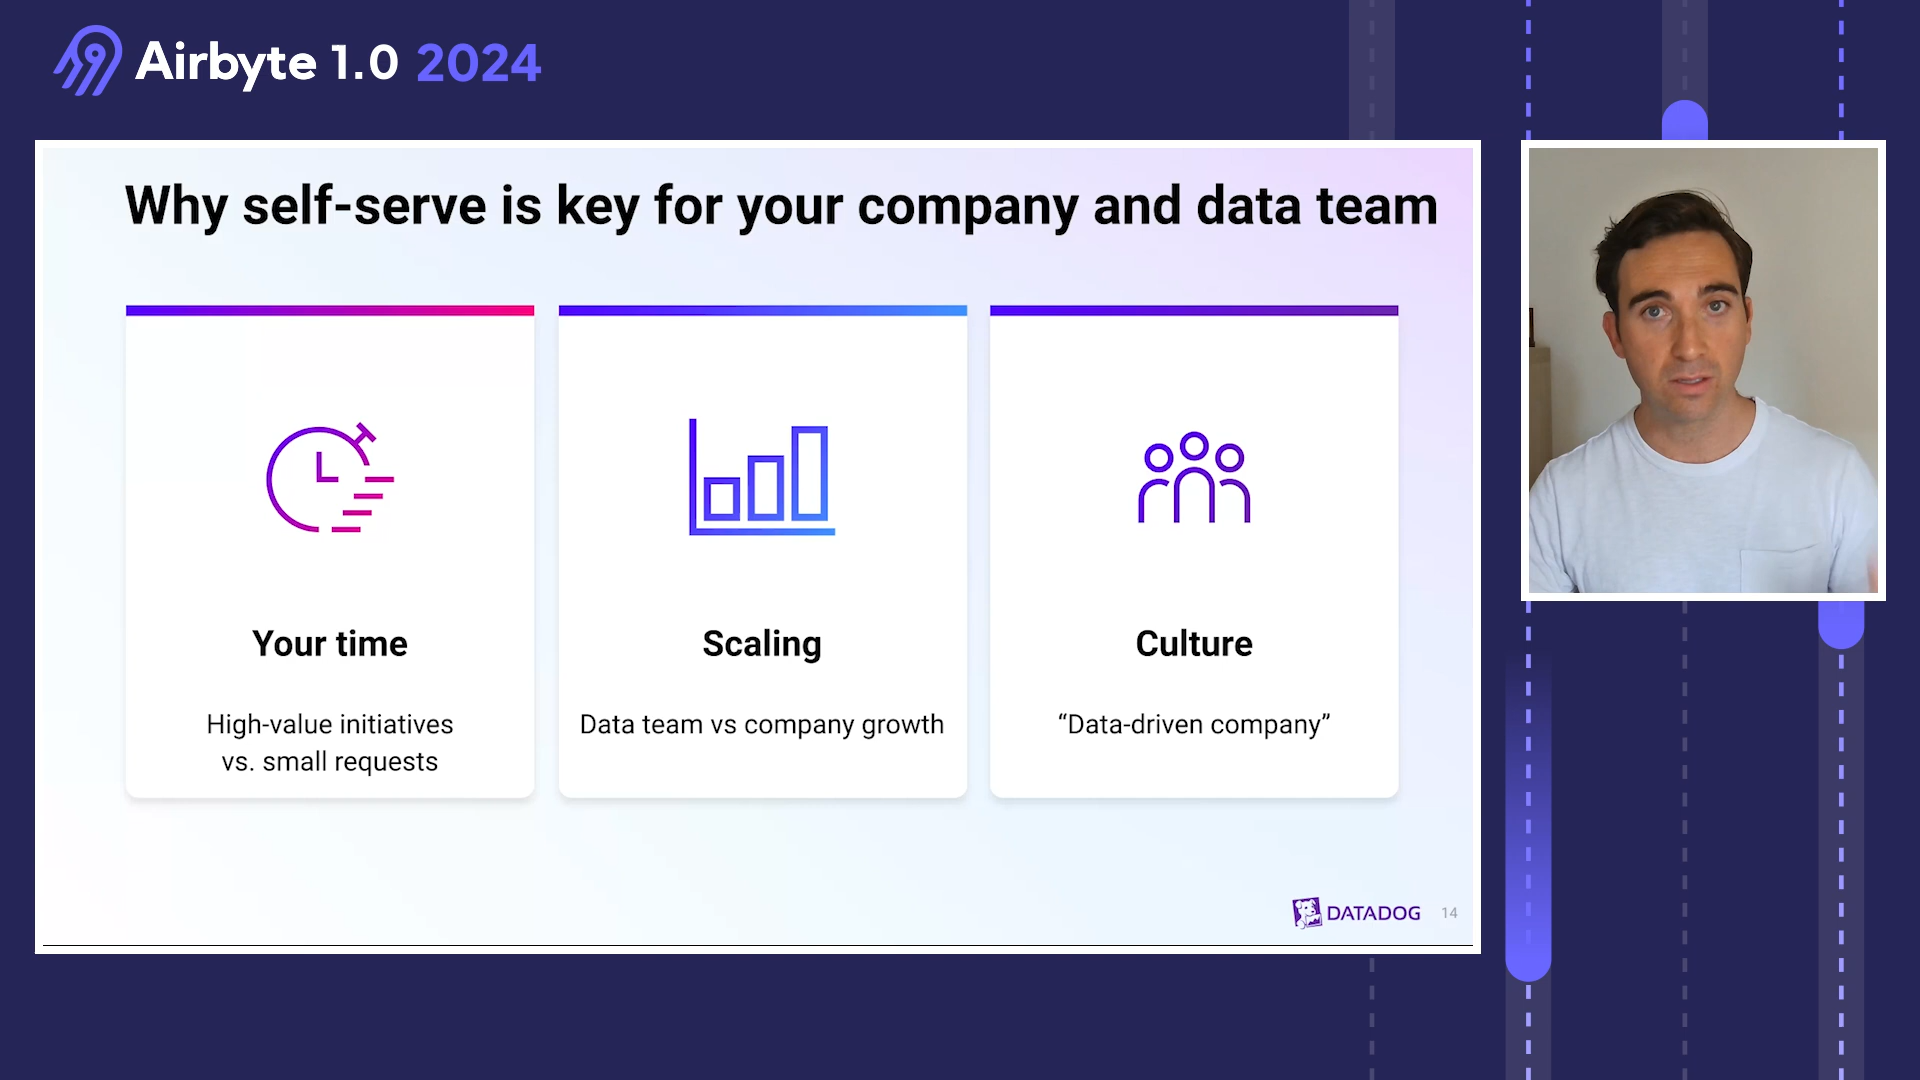 Airbyte 1.0 2024
Why self-serve is key for your company and data team
Your time
High-value initiatives
vs. small requests
Scaling
Data team vs company growth
Culture
“Data-driven company”
DATADOG 14